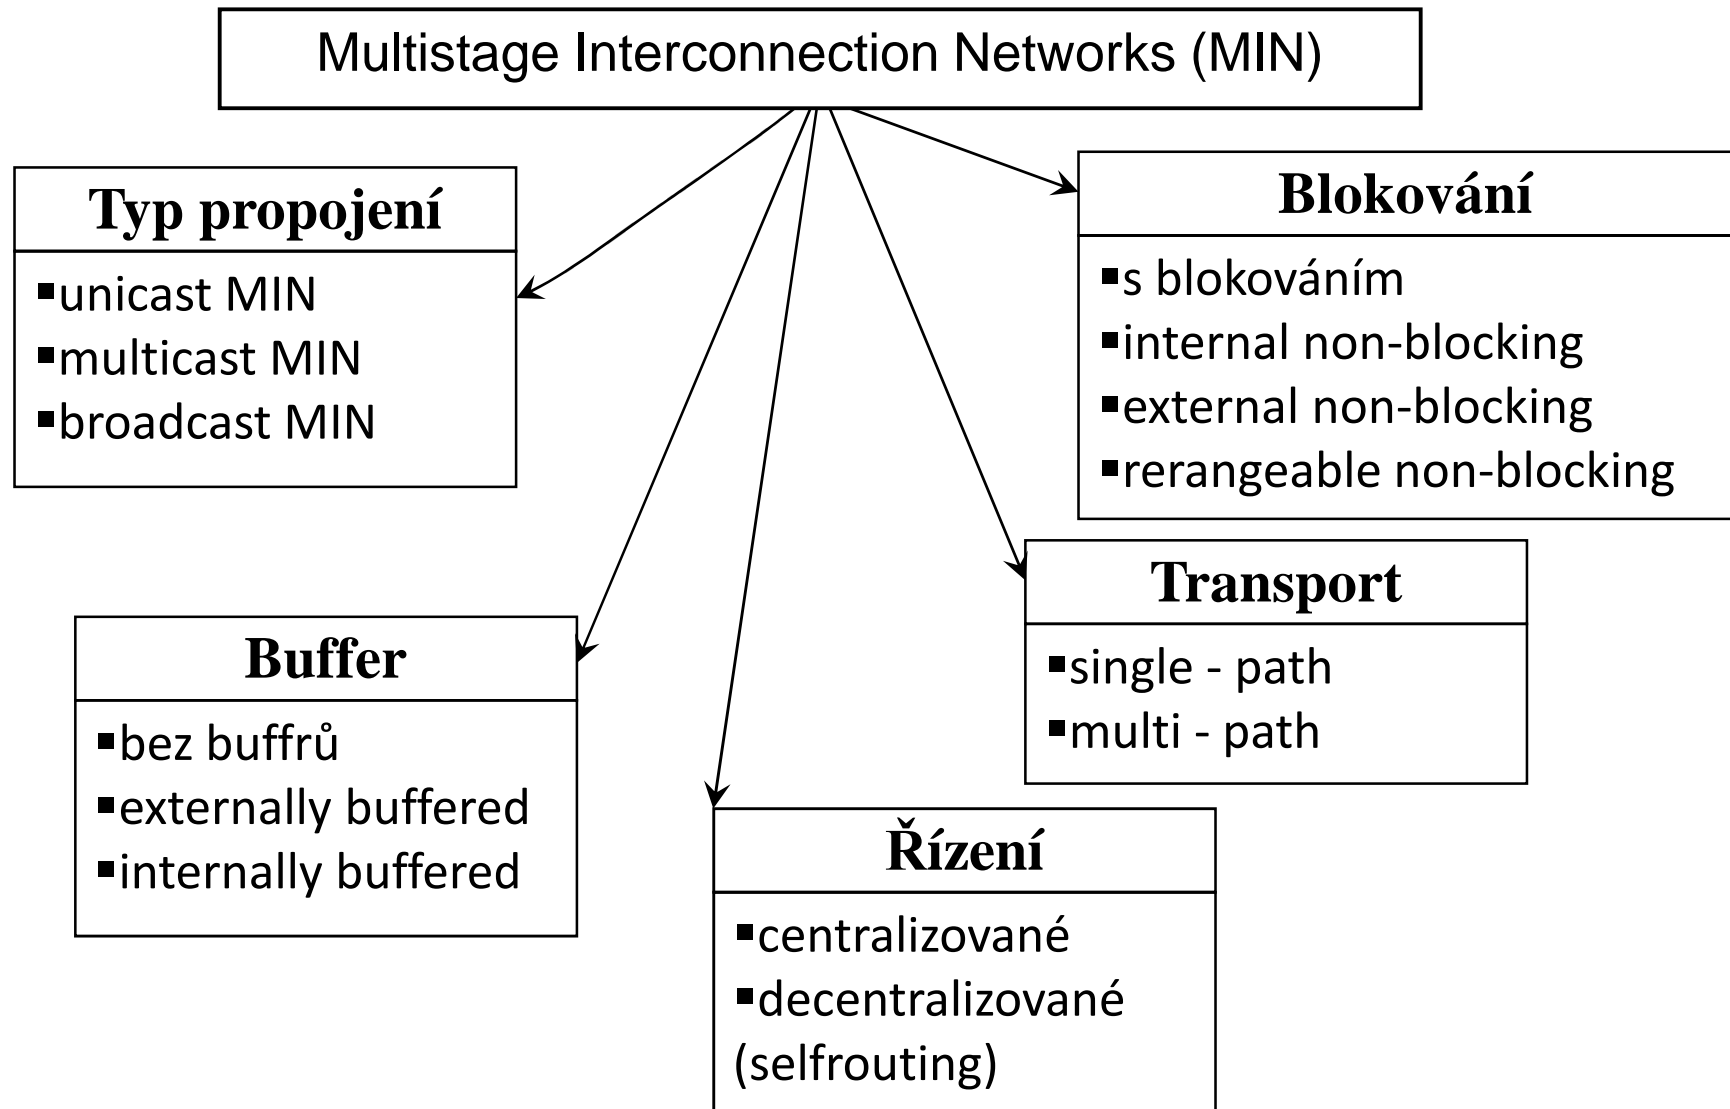 Multistage Interconnection Networks (MIN)
Typ propojení
▪unicast MIN
▪multicast MIN
▪broadcast MIN
Blokování
▪s blokováním
▪internal non-blocking
▪external non-blocking
▪rerangeable non-blocking
Buffer
▪bez buffrů
▪externally buffered
▪internally buffered
Transport
▪single - path
▪multi - path
Řízení
▪centralizované
▪decentralizované
(selfrouting)